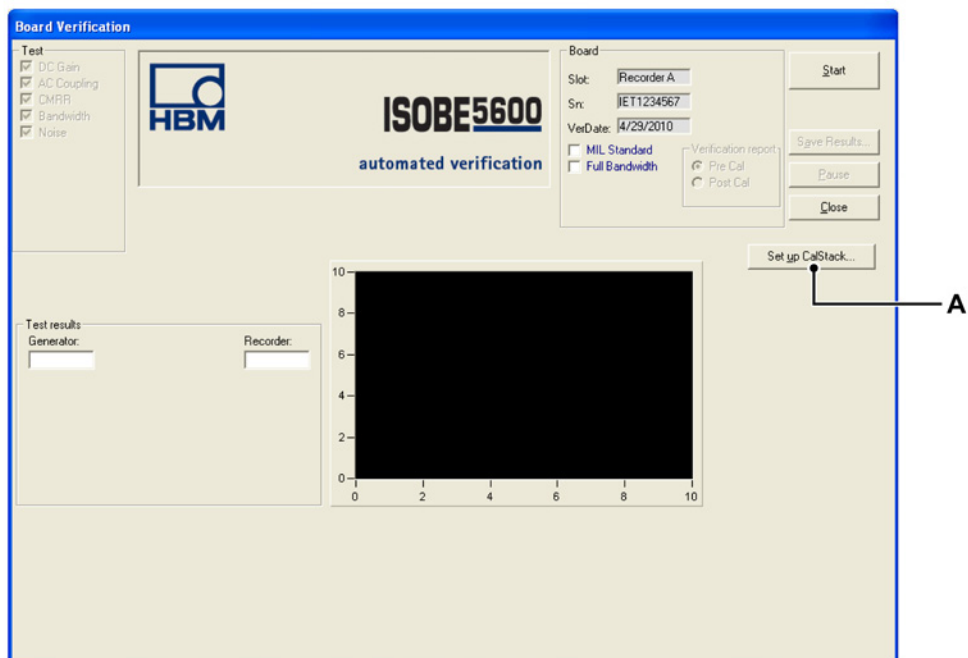 Board Verification
Test
DC Gain
AC Coupling
CMRR
Bandwidth
Noise
HBM
ISOBE5600
automated verification
Board
Slot: Recorder A
Sn: IET1234567
VerDate: 4/29/2010
MIL Standard
Full Bandwidth
Verification report
Pre Cal
Post Cal
Start
Save Results...
Pause
Close
Set up CalStack...
A
Test results
Generator:
Recorder:
10
8
6
4
2
0
0 2 4 6 8 10